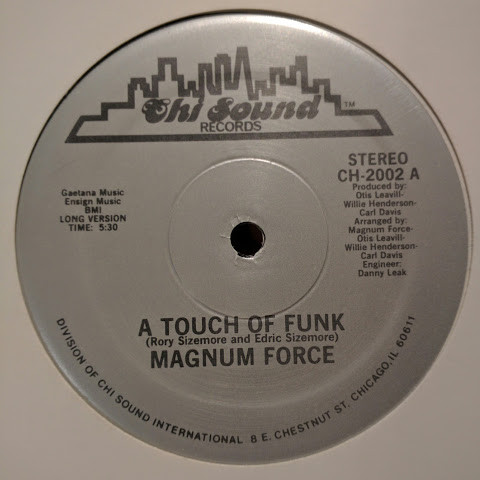 Chi Sound
TM
RECORDS
STEREO
CH-2002 A
Produced by:
Otis Leavill-
Willie Henderson-
Carl Davis
Arranged by:
Magnum Force-
Otis Leavill-
Willie Henderson-
Carl Davis
Engineer:
Danny Leak
Gaetana Music
Ensign Music
BMI
LONG VERSION
TIME: 5:30
A TOUCH OF FUNK
(Rory Sizemore and Edric Sizemore)
MAGNUM FORCE
DIVISION OF CHI SOUND INTERNATIONAL 8 E. CHESTNUT ST. CHICAGO, IL 60611